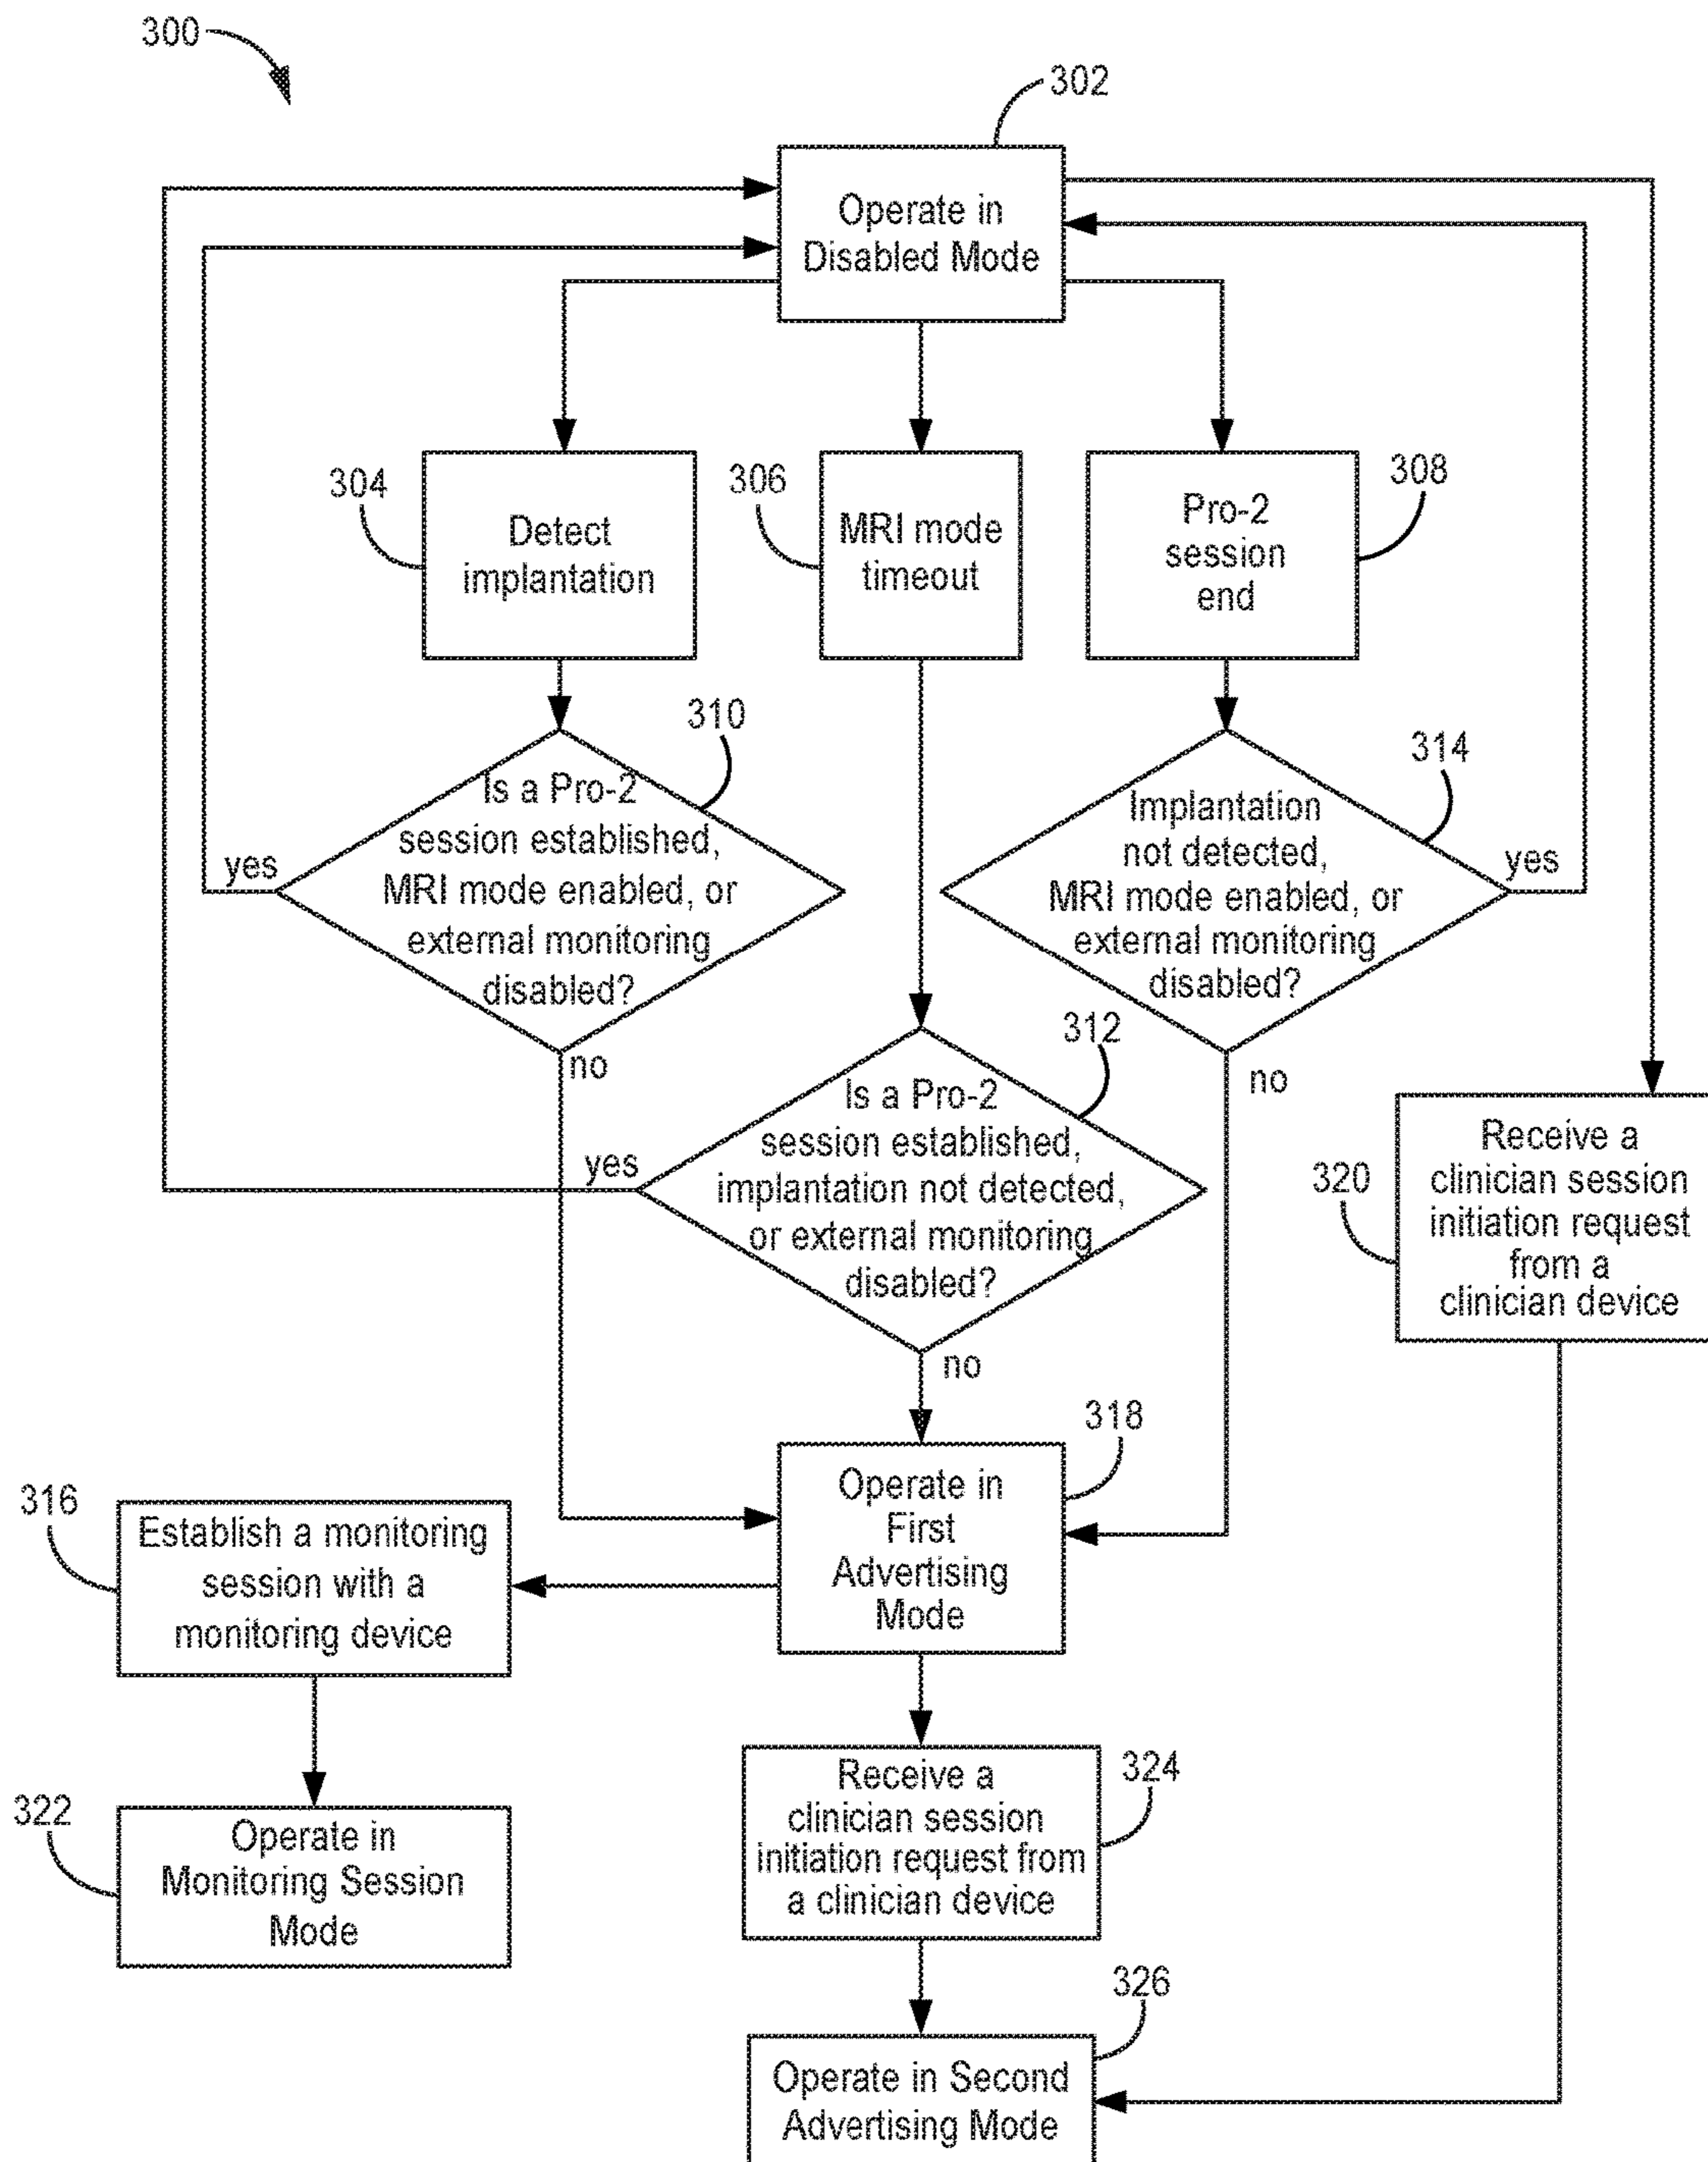 300
302
Operate in
Disabled Mode
304
Detect
implantation
306
MRI mode
timeout
308
Pro-2
session
end
310
Is a Pro-2
session established,
MRI mode enabled, or
external monitoring
disabled?
yes
no
314
Implantation
not detected,
MRI mode enabled, or
external monitoring
disabled?
yes
no
312
Is a Pro-2
session established,
implantation not detected,
or external monitoring
disabled?
yes
no
320
Receive a
clinician session
initiation request
from a
clinician device
318
Operate in
First
Advertising
Mode
316
Establish a monitoring
session with a
monitoring device
322
Operate in
Monitoring Session
Mode
324
Receive a
clinician session
initiation request from
a clinician device
326
Operate in Second
Advertising Mode